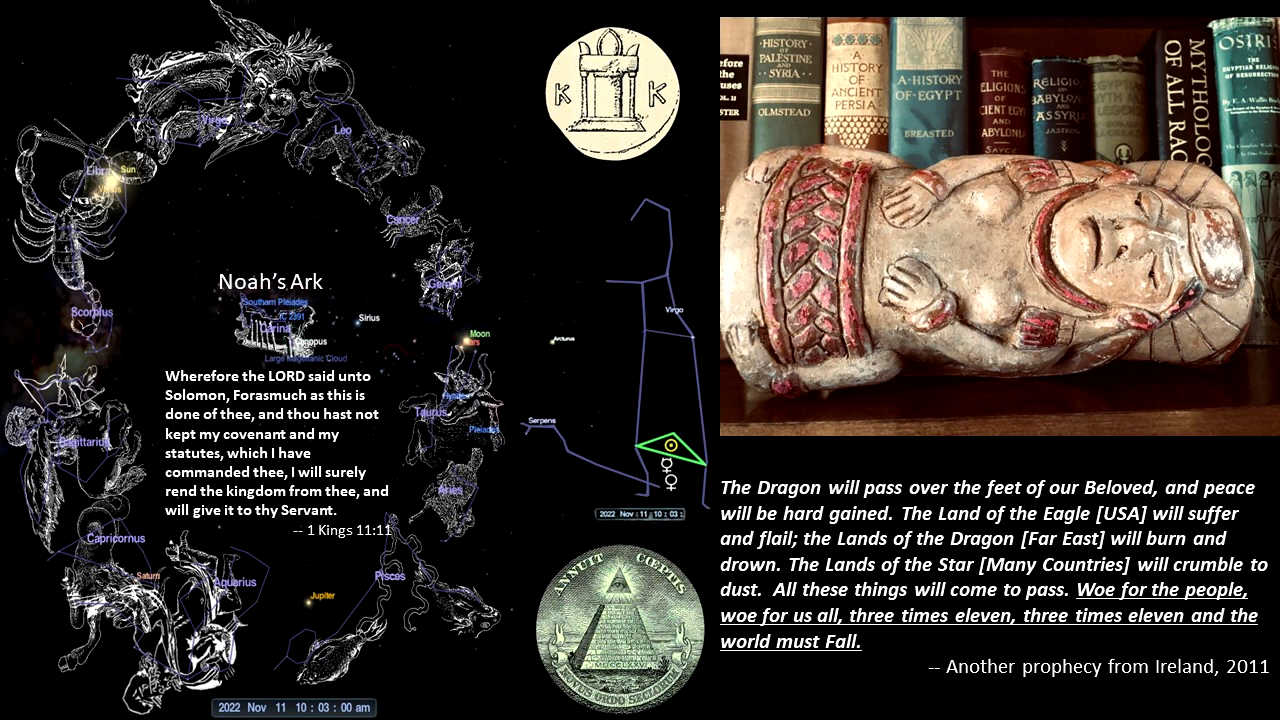 Virgo
Leo
Libra
Sun
Cancer
Gemini
Scorpius
Noah's Ark
Southern Pleiades
IC 2391
Carina
Canopus
Large Magellanic Cloud
Sirius
Moon
Mars
Wherefore the LORD said unto
Solomon, Forasmuch as this is
done of thee, and thou hast not
kept my covenant and my
statutes, which I have
commanded thee, I will surely
rend the kingdom from thee, and
will give it to thy Servant.
-- 1 Kings 11:11
Taurus
Pleiades
Sagittarius
Aries
Capricornus
Saturn
Aquarius
Pisces
Jupiter
2022 Nov 11 10 : 03 : 00 am
K K
Virgo
Arcturus
Serpens
2022 Nov 11 10 : 03 :
ANNUIT CŒPTIS
NOVUS ORDO SECLORUM
HISTORY
OF
PALESTINE
AND
SYRIA
OLMSTEAD
A
HISTORY
OF
ANCIENT
PERSIA
A HISTORY
OF EGYPT
BREASTED
THE
RELIGIONS
OF
AND
BABYLONIA
SAYCE
JASTROW
MYTHOLOGY
OF ALL
OSIRIS
The Dragon will pass over the feet of our Beloved, and peace
will be hard gained. The Land of the Eagle [USA] will suffer
and flail; the Lands of the Dragon [Far East] will burn and
drown. The Lands of the Star [Many Countries] will crumble to
dust. All these things will come to pass. Woe for the people,
woe for us all, three times eleven, three times eleven and the
world must Fall.
-- Another prophecy from Ireland, 2011